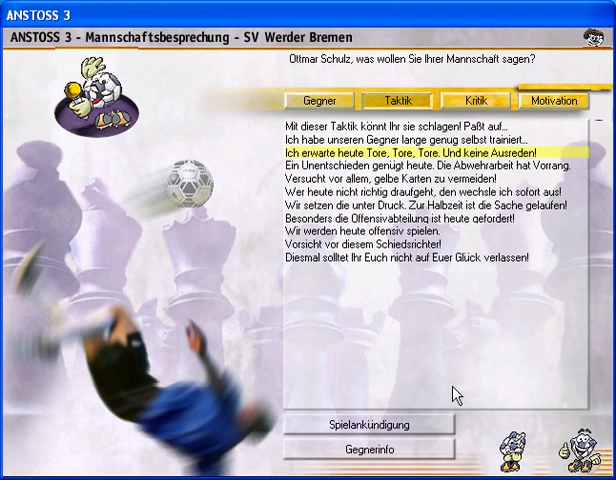 ANSTOSS 3
ANSTOSS 3 - Mannschaftsbesprechung - SV Werder Bremen
Ottmar Schulz, was wollen Sie Ihrer Mannschaft sagen?
Gegner
Taktik
Kritik
Motivation
Mit dieser Taktik könnt Ihr sie schlagen! Paßt auf...
Ich habe unseren Gegner lange genug selbst trainiert...
Ich erwarte heute Tore, Tore, Tore. Und keine Ausreden!
Ein Unentschieden genügt heute. Die Abwehrarbeit hat Vorrang.
Versucht vor allem, gelbe Karten zu vermeiden!
Wer heute nicht richtig draufgeht, den wechsle ich sofort aus!
Wir setzen die unter Druck. Zur Halbzeit ist die Sache gelaufen!
Besonders die Offensivabteilung ist heute gefordert!
Wir werden heute offensiv spielen.
Vorsicht vor diesem Schiedsrichter!
Diesmal solltet Ihr Euch nicht auf Euer Glück verlassen!
Spielankündigung
Gegnerinfo